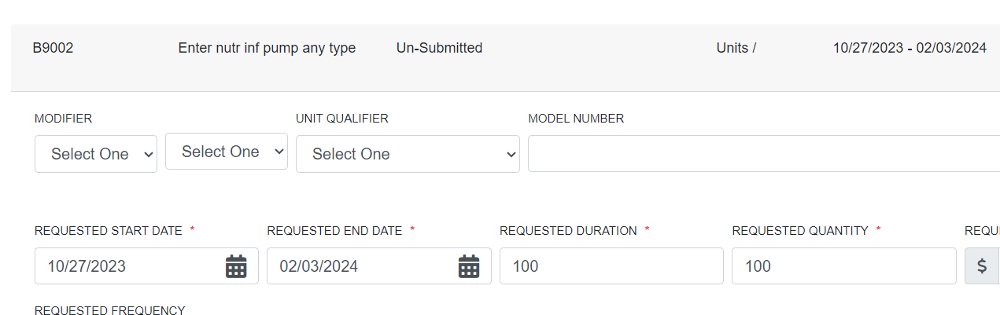 B9002 Enter nutr inf pump any type Un-Submitted Units / 10/27/2023 - 02/03/2024
MODIFIER UNIT QUALIFIER MODEL NUMBER
Select One Select One Select One
REQUESTED START DATE * REQUESTED END DATE * REQUESTED DURATION * REQUESTED QUANTITY * REQU
10/27/2023 02/03/2024 100 100 $
REQUESTED FREQUENCY